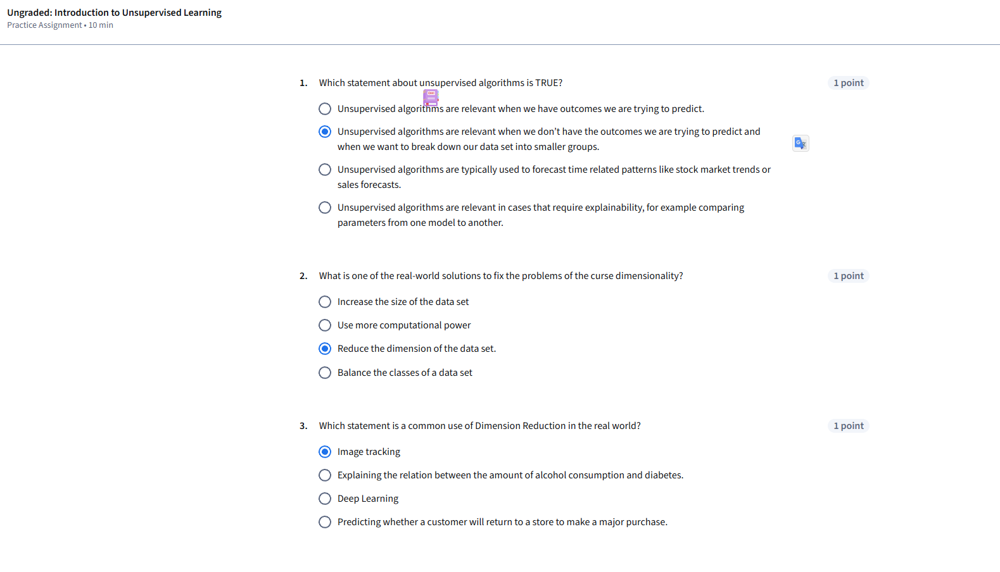 Ungraded: Introduction to Unsupervised Learning
Practice Assignment • 10 min
1. Which statement about unsupervised algorithms is TRUE?
1 point
Unsupervised algorithms are relevant when we have outcomes we are trying to predict.
Unsupervised algorithms are relevant when we don’t have the outcomes we are trying to predict and
when we want to break down our data set into smaller groups.
Unsupervised algorithms are typically used to forecast time related patterns like stock market trends or
sales forecasts.
Unsupervised algorithms are relevant in cases that require explainability, for example comparing
parameters from one model to another.
2. What is one of the real-world solutions to fix the problems of the curse dimensionality?
1 point
Increase the size of the data set
Use more computational power
Reduce the dimension of the data set.
Balance the classes of a data set
3. Which statement is a common use of Dimension Reduction in the real world?
1 point
Image tracking
Explaining the relation between the amount of alcohol consumption and diabetes.
Deep Learning
Predicting whether a customer will return to a store to make a major purchase.